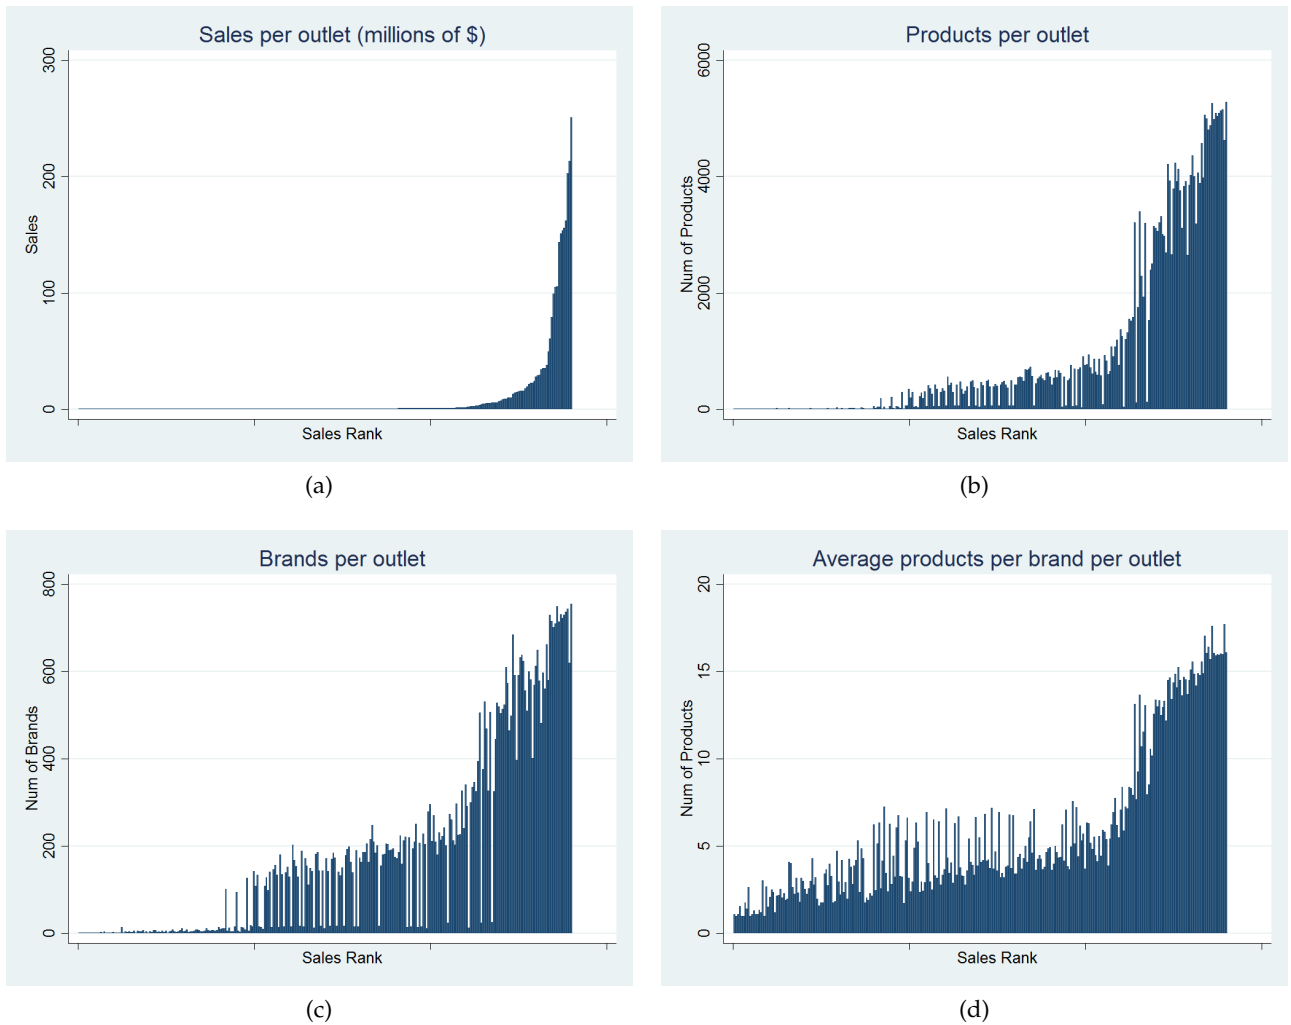 Sales per outlet (millions of $)
300
200
100
0
Sales
Sales Rank
(a)
Products per outlet
6000
4000
2000
0
Num of Products
Sales Rank
(b)
Brands per outlet
800
600
400
200
0
Num of Brands
Sales Rank
(c)
Average products per brand per outlet
20
15
10
5
0
Num of Products
Sales Rank
(d)